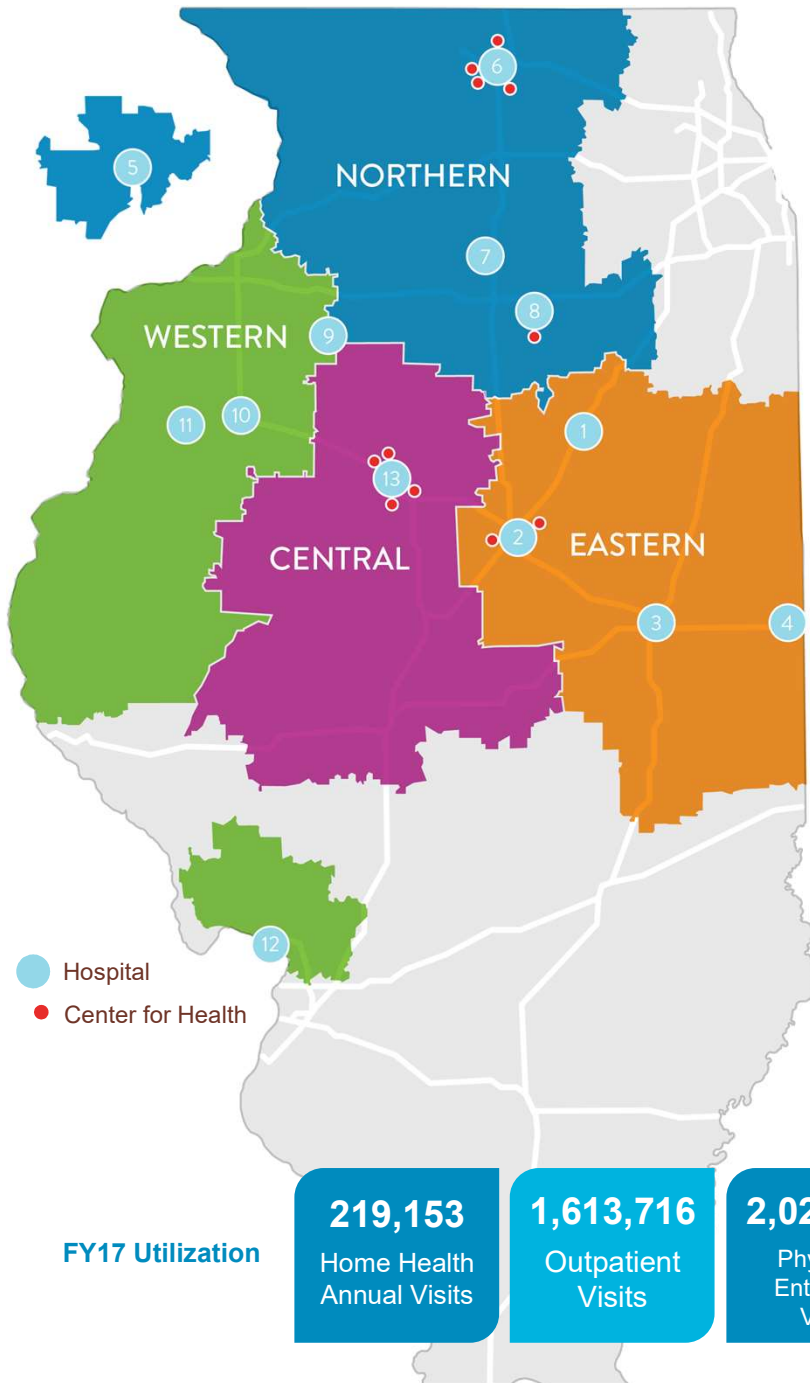 6
5
NORTHERN
7
8
WESTERN
9
11
10
1
13
2
CENTRAL
EASTERN
3
4
12
Hospital
Center for Health
FY17 Utilization
219,153
Home Health
Annual Visits
1,613,716
Outpatient
Visits